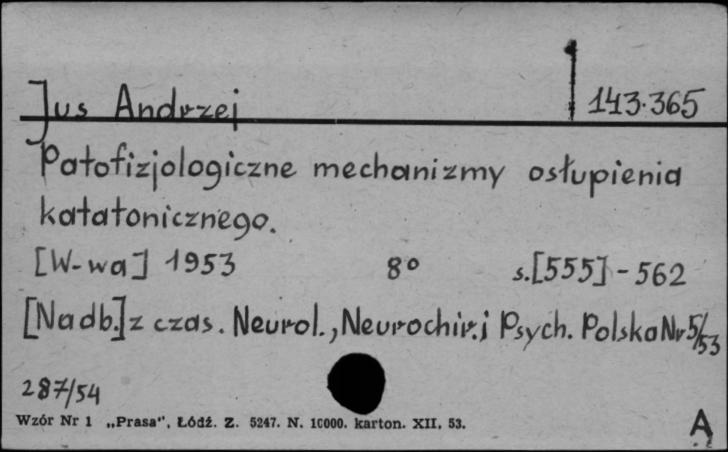 Jus Andrzej 143.365
Patofizjologiczne mechanizmy osłupienia
katatonicznego.
[W-wa] 1953 8° s.[555]-562
[Nadb.] z czas. Neurol., Neurochir. i Psych. Polska Nr 5/53
287/54
Wzór Nr 1 „Prasa", Łódź. Z. 5247. N. 10000. karton. XII. 53.
A